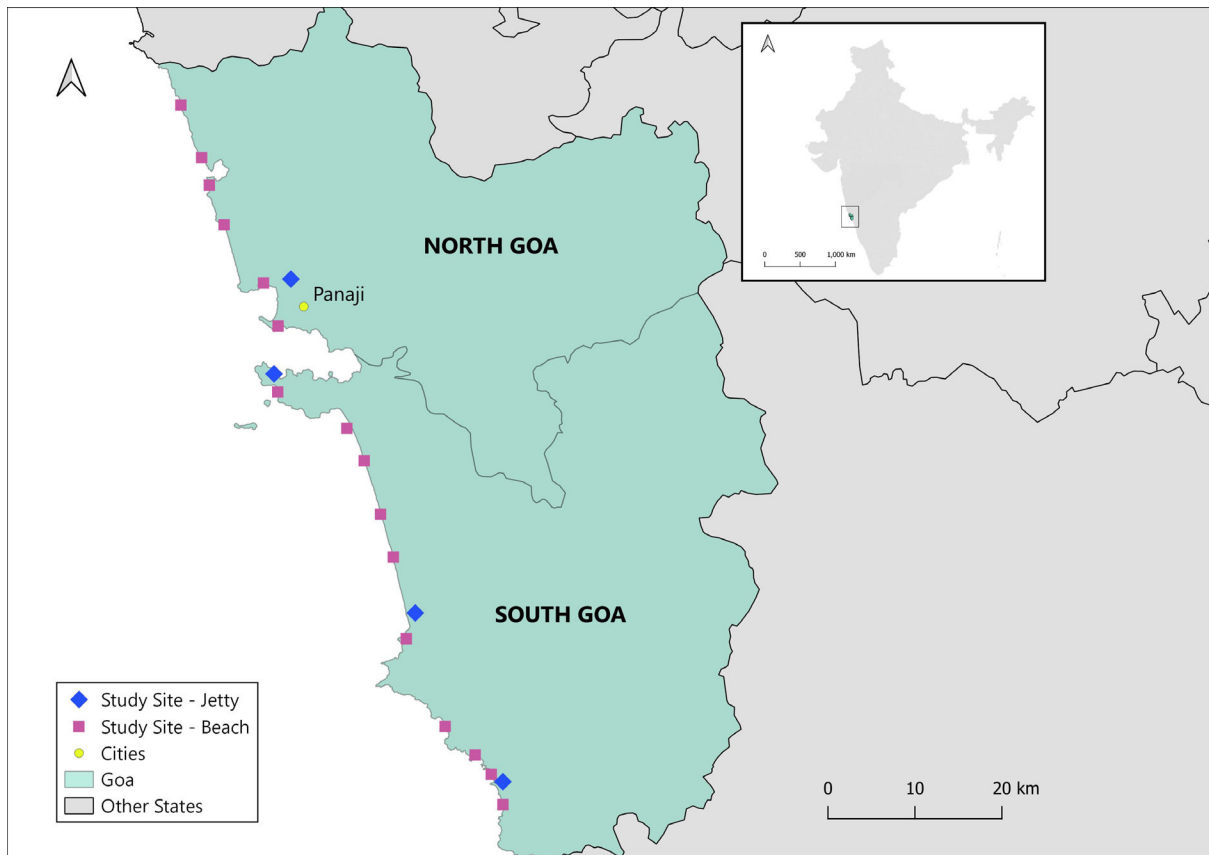 0 500 1,000 km
NORTH GOA
Panaji
SOUTH GOA
Study Site - Jetty
Study Site - Beach
Cities
Goa
Other States
0 10 20 km